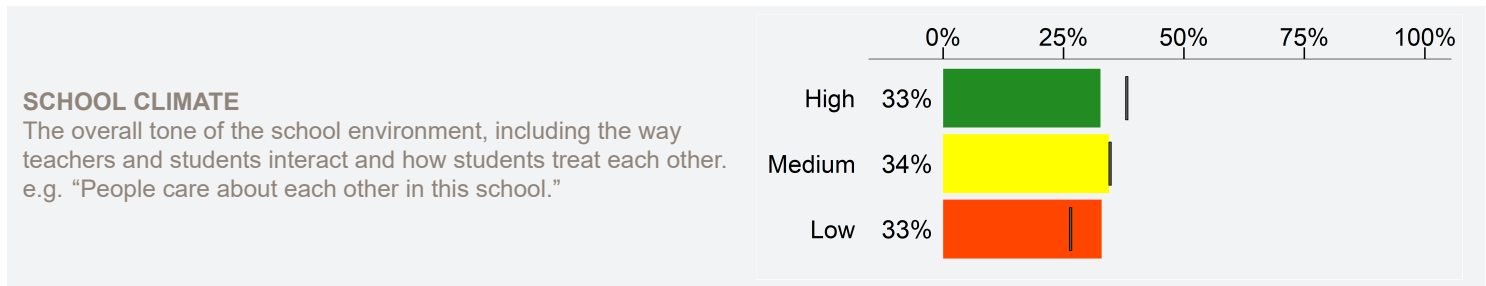 SCHOOL CLIMATE
The overall tone of the school environment, including the way
teachers and students interact and how students treat each other.
e.g. “People care about each other in this school.”
0% 25% 50% 75% 100%
High 33%
Medium 34%
Low 33%